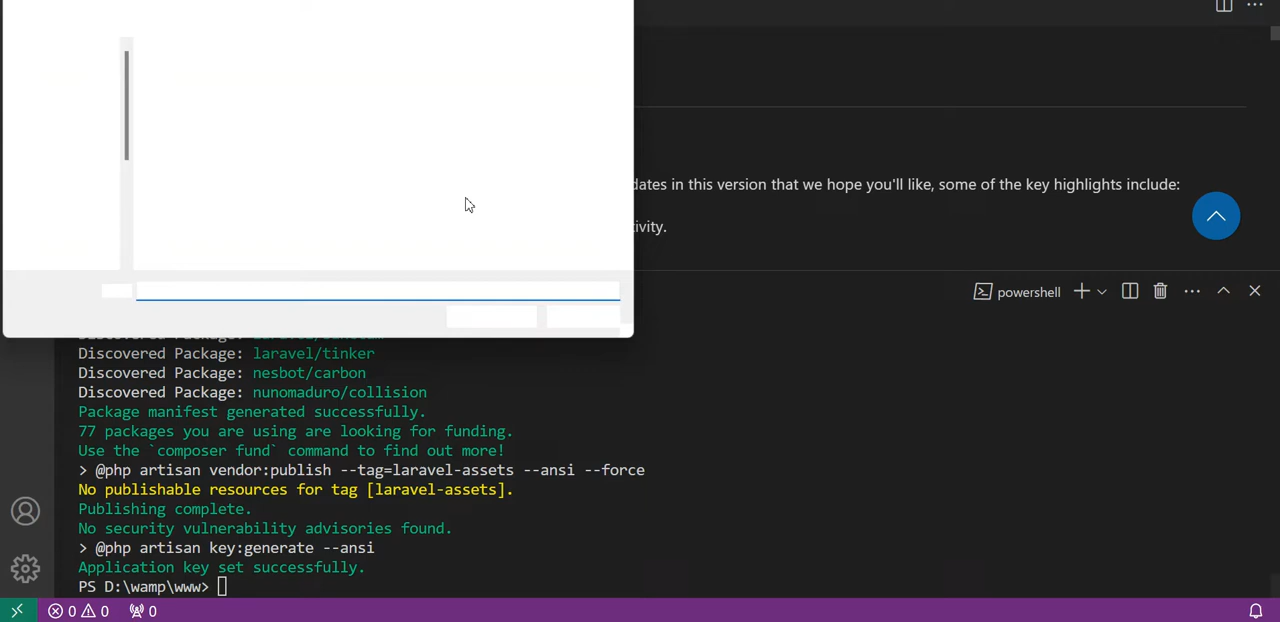 dates in this version that we hope you'll like, some of the key highlights include:
tivity.
powershell
Discovered Package: laravel/tinker
Discovered Package: nesbot/carbon
Discovered Package: nunomaduro/collision
Package manifest generated successfully.
77 packages you are using are looking for funding.
Use the `composer fund` command to find out more!
> @php artisan vendor:publish --tag=laravel-assets --ansi --force
No publishable resources for tag [laravel-assets].
Publishing complete.
No security vulnerability advisories found.
> @php artisan key:generate --ansi
Application key set successfully.
PS D:\wamp\www>
0 0 0